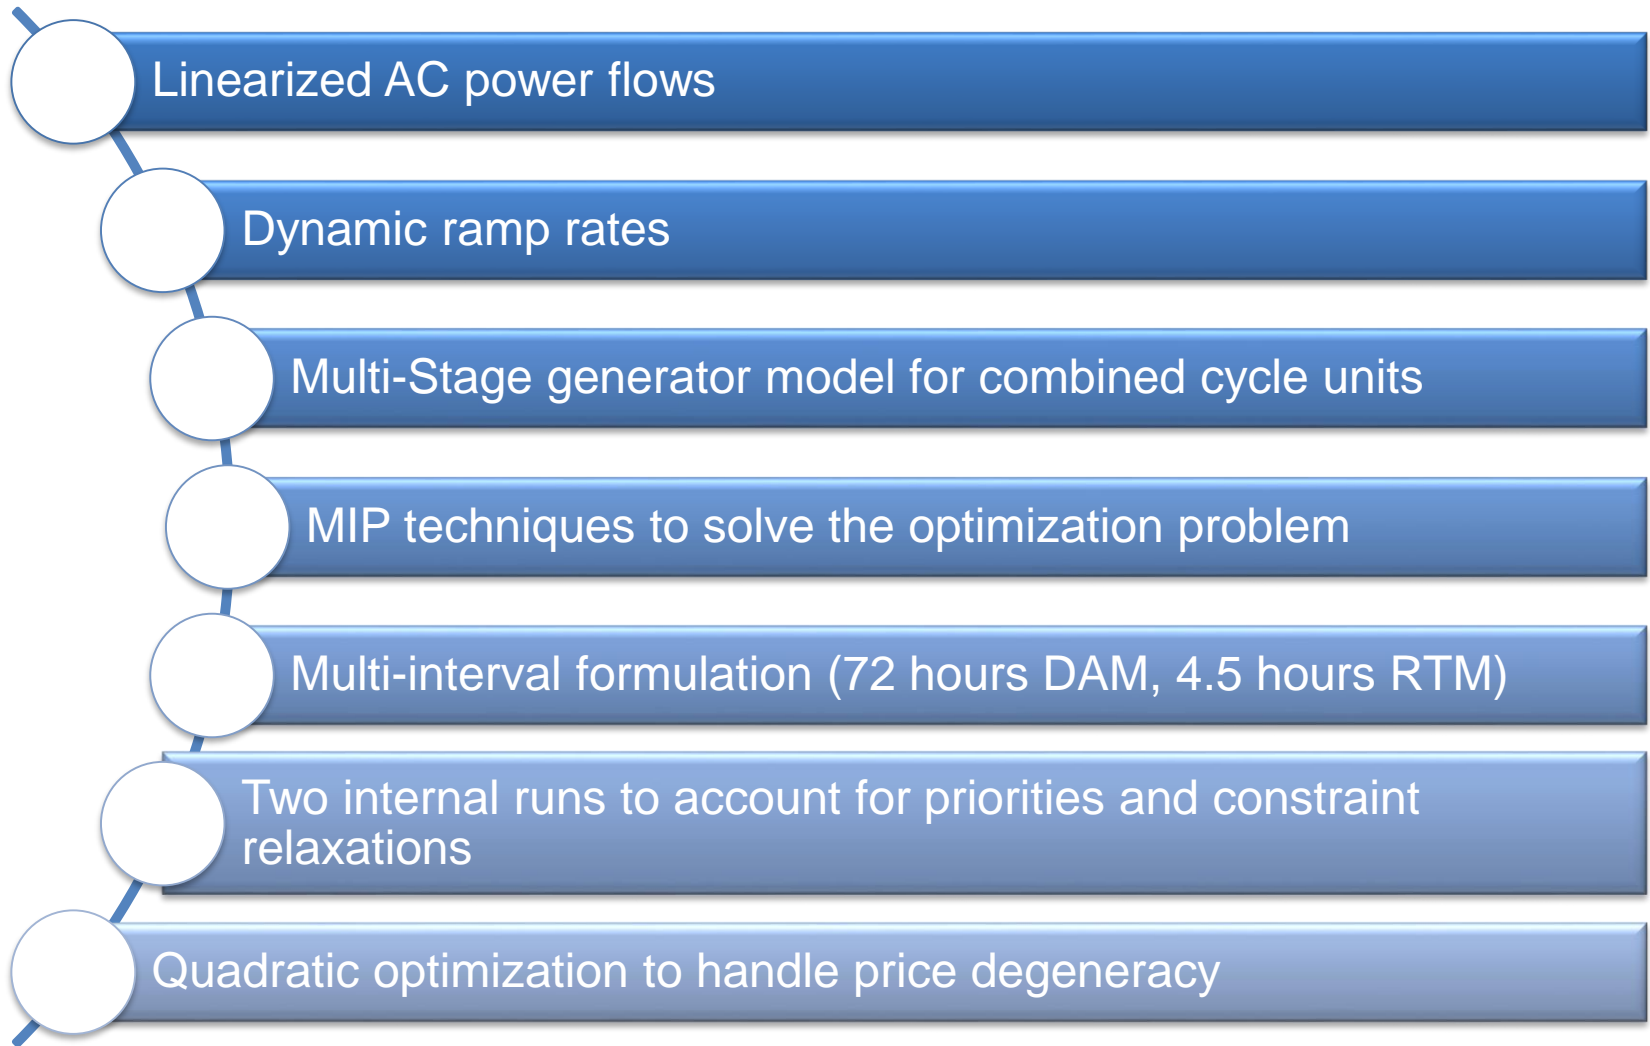 Linearized AC power flows
Dynamic ramp rates
Multi-Stage generator model for combined cycle units
MIP techniques to solve the optimization problem
Multi-interval formulation (72 hours DAM, 4.5 hours RTM)
Two internal runs to account for priorities and constraint
relaxations
Quadratic optimization to handle price degeneracy